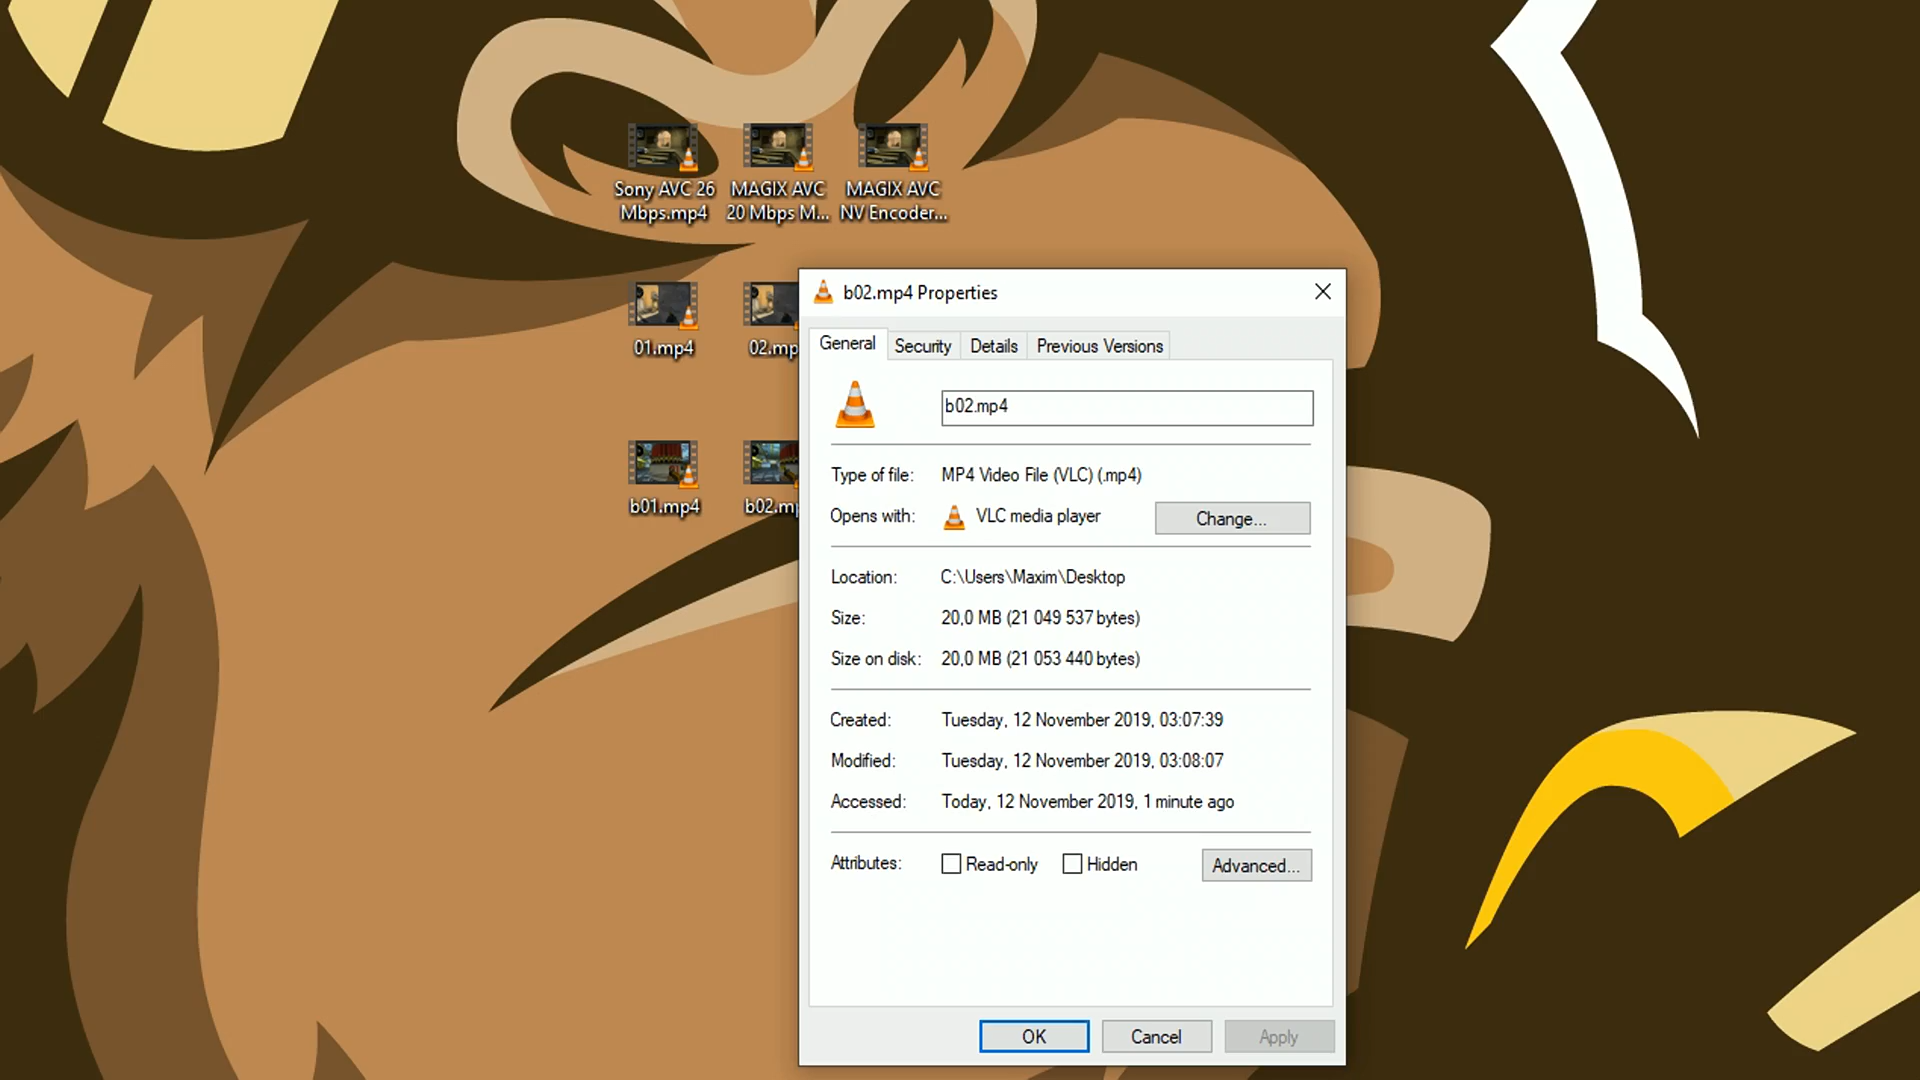 Sony AVC 26
Mbps.mp4
MAGIX AVC
20 Mbps M...
MAGIX AVC
NV Encoder...
01.mp4
02.mp
b01.mp4
b02.mp
b02.mp4 Properties
General
Security
Details
Previous Versions
b02.mp4
Type of file:
MP4 Video File (VLC) (.mp4)
Opens with:
VLC media player
Change...
Location:
C:\Users\Maxim\Desktop
Size:
20,0 MB (21 049 537 bytes)
Size on disk:
20,0 MB (21 053 440 bytes)
Created:
Tuesday, 12 November 2019, 03:07:39
Modified:
Tuesday, 12 November 2019, 03:08:07
Accessed:
Today, 12 November 2019, 1 minute ago
Attributes:
Read-only
Hidden
Advanced...
OK
Cancel
Apply